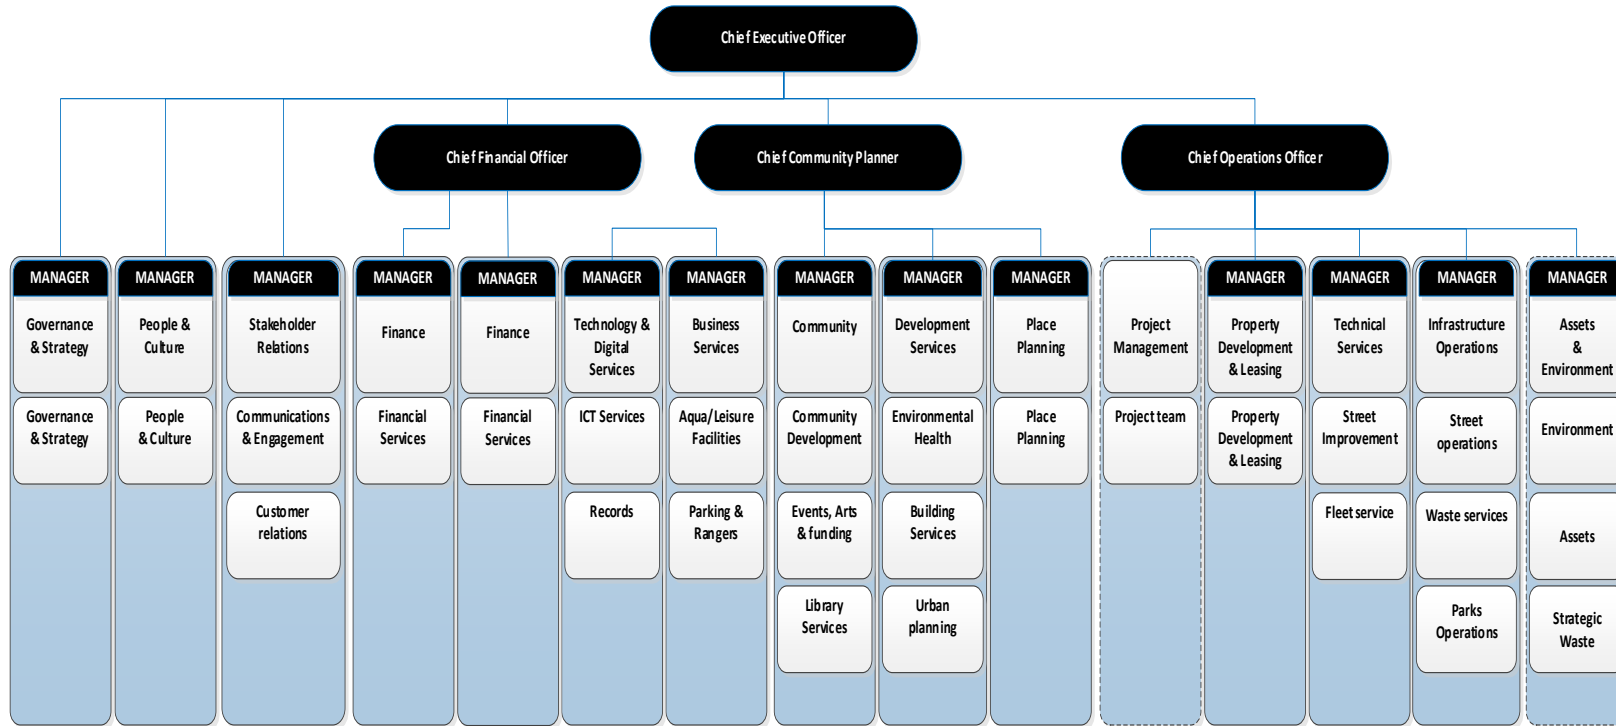 Chief Executive Officer
Chief Financial Officer
Chief Community Planner
Chief Operations Officer
MANAGER
Governance
& Strategy
Governance
& Strategy
MANAGER
People &
Culture
People
& Culture
MANAGER
Stakeholder
Relations
Communications
& Engagement
Customer
relations
MANAGER
Finance
Financial
Services
MANAGER
Finance
Financial
Services
MANAGER
Technology &
Digital
Services
ICT Services
Records
MANAGER
Business
Services
Aqua/Leisure
Facilities
Parking &
Rangers
MANAGER
Community
Community
Development
Events, Arts
& funding
Library
Services
MANAGER
Development
Services
Environmental
Health
Building
Services
Urban
planning
MANAGER
Place
Planning
Place
Planning
Project
Management
Project team
MANAGER
Property
Development
& Leasing
Property
Development
& Leasing
MANAGER
Technical
Services
Street
Improvement
Fleet service
MANAGER
Infrastructure
Operations
Street
operations
Waste services
Parks
Operations
MANAGER
Assets
&
Environment
Environment
Assets
Strategic
Waste